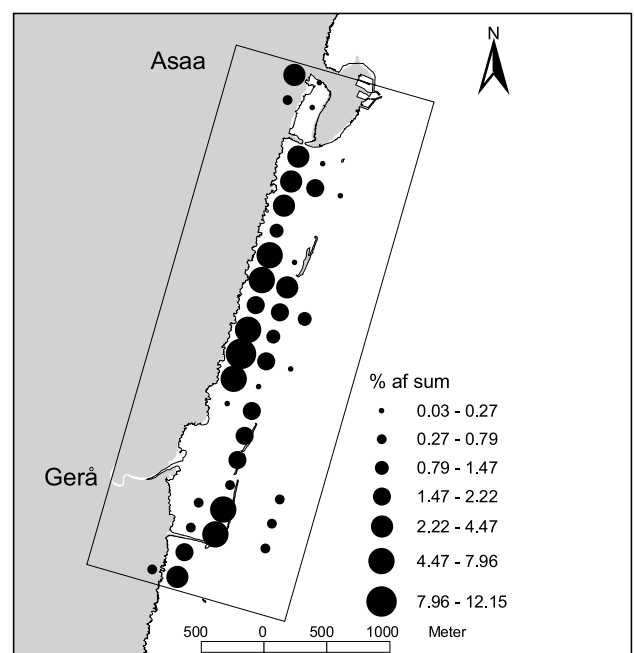 Asaa
N
% af sum
0.03 - 0.27
0.27 - 0.79
0.79 - 1.47
1.47 - 2.22
2.22 - 4.47
4.47 - 7.96
7.96 - 12.15
Gerå
500 0 500 1000 Meter